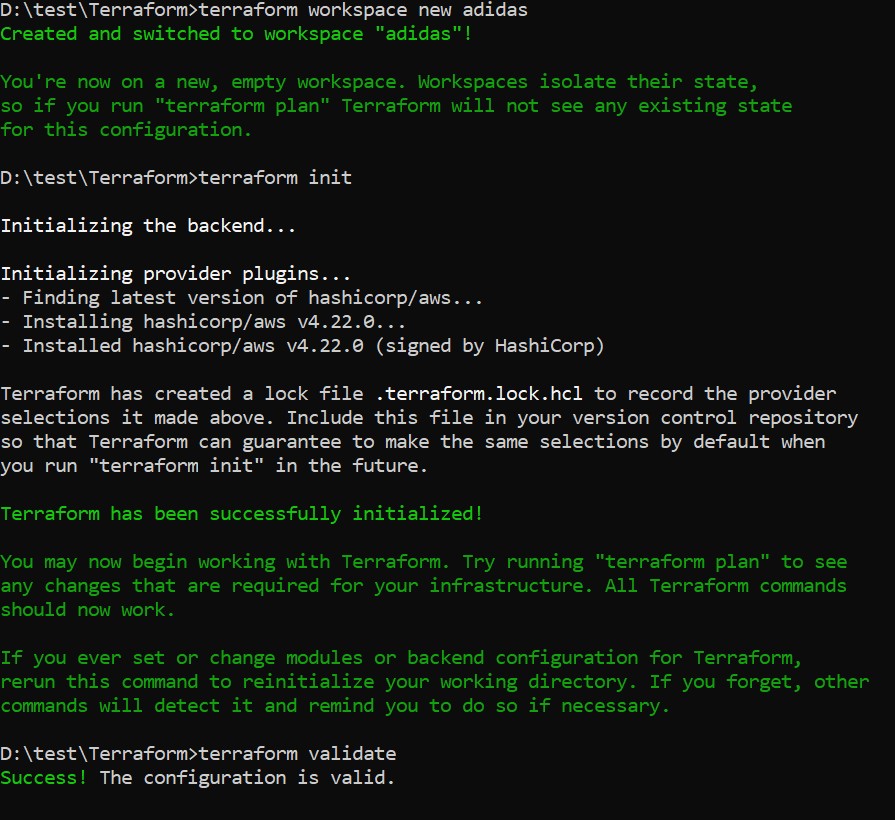 D:\test\Terraform>terraform workspace new adidas
Created and switched to workspace "adidas"!
You're now on a new, empty workspace. Workspaces isolate their state,
so if you run "terraform plan" Terraform will not see any existing state
for this configuration.
D:\test\Terraform>terraform init
Initializing the backend...
Initializing provider plugins...
- Finding latest version of hashicorp/aws...
- Installing hashicorp/aws v4.22.0...
- Installed hashicorp/aws v4.22.0 (signed by HashiCorp)
Terraform has created a lock file .terraform.lock.hcl to record the provider
selections it made above. Include this file in your version control repository
so that Terraform can guarantee to make the same selections by default when
you run "terraform init" in the future.
Terraform has been successfully initialized!
You may now begin working with Terraform. Try running "terraform plan" to see
any changes that are required for your infrastructure. All Terraform commands
should now work.
If you ever set or change modules or backend configuration for Terraform,
rerun this command to reinitialize your working directory. If you forget, other
commands will detect it and remind you to do so if necessary.
D:\test\Terraform>terraform validate
Success! The configuration is valid.